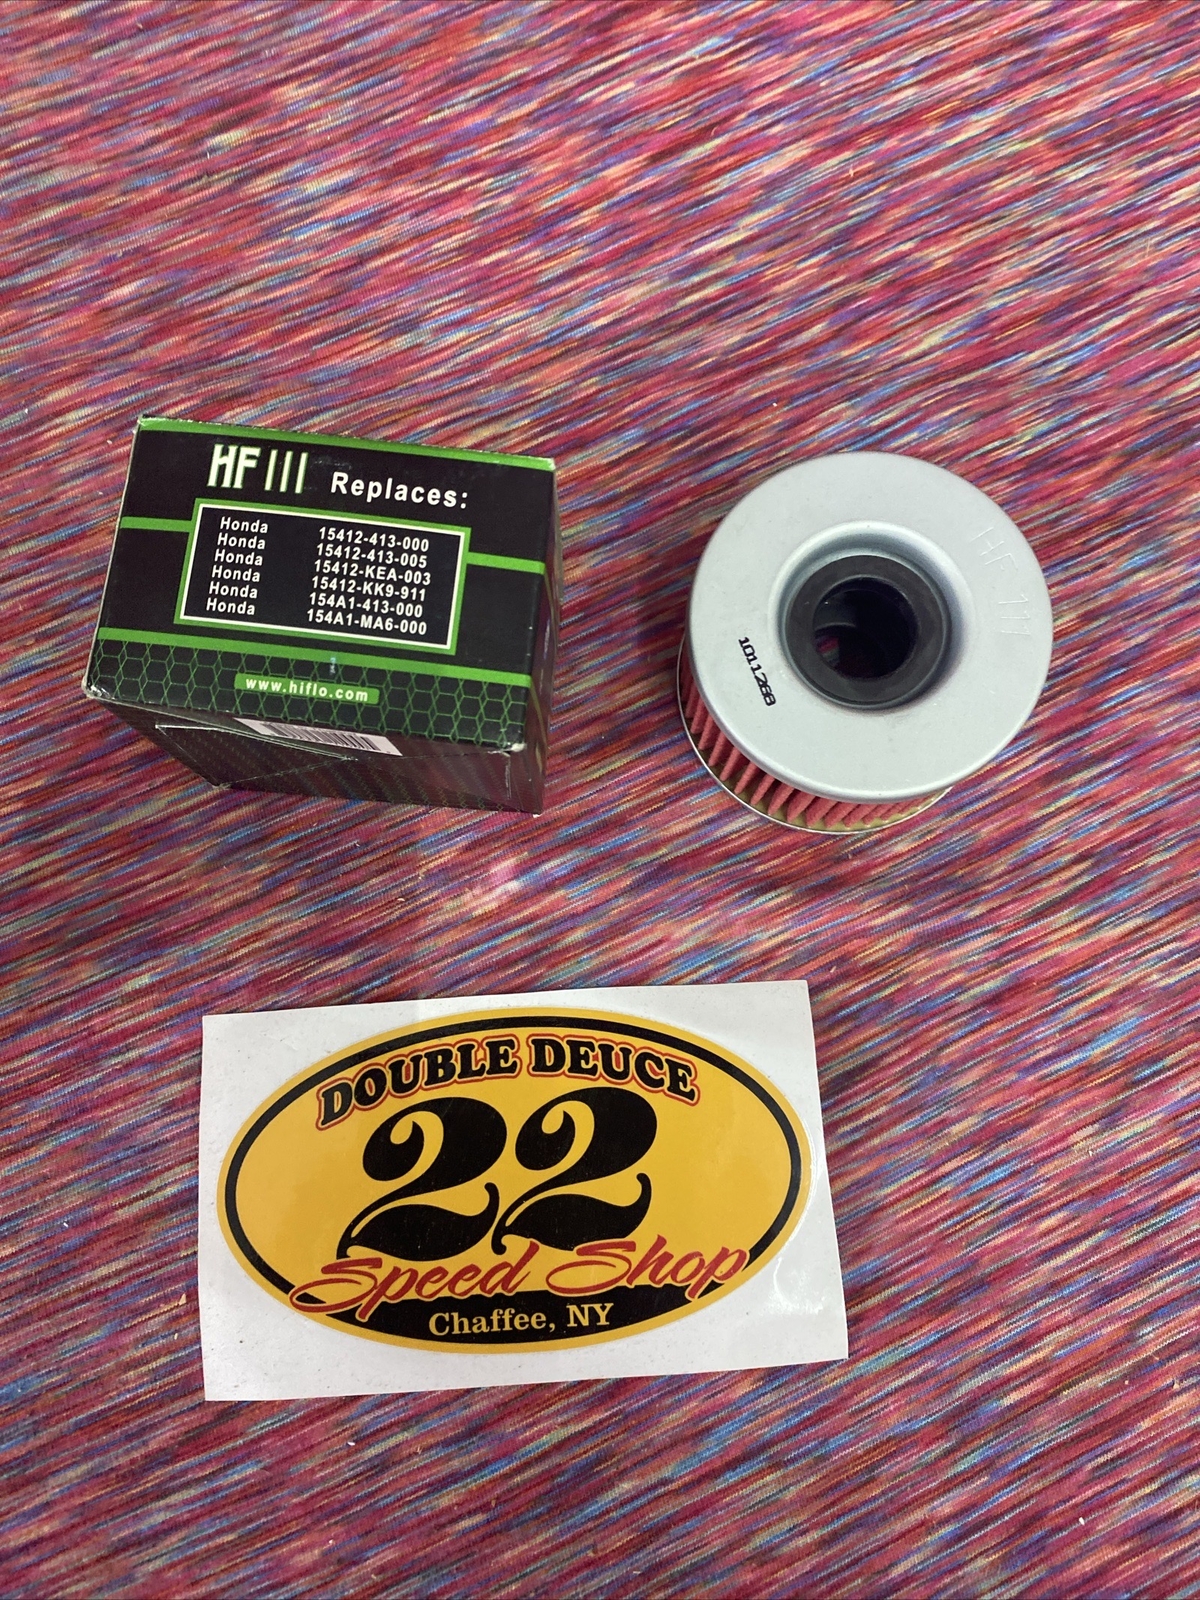 HF111 Replaces:
Honda 15412-413-000
Honda 15412-413-005
Honda 15412-KEA-003
Honda 15412-KK9-911
Honda 154A1-413-000
Honda 154A1-MA6-000
www.hiflo.com
HF 111
1011268
DOUBLE DEUCE
22
Speed Shop
Chaffee, NY